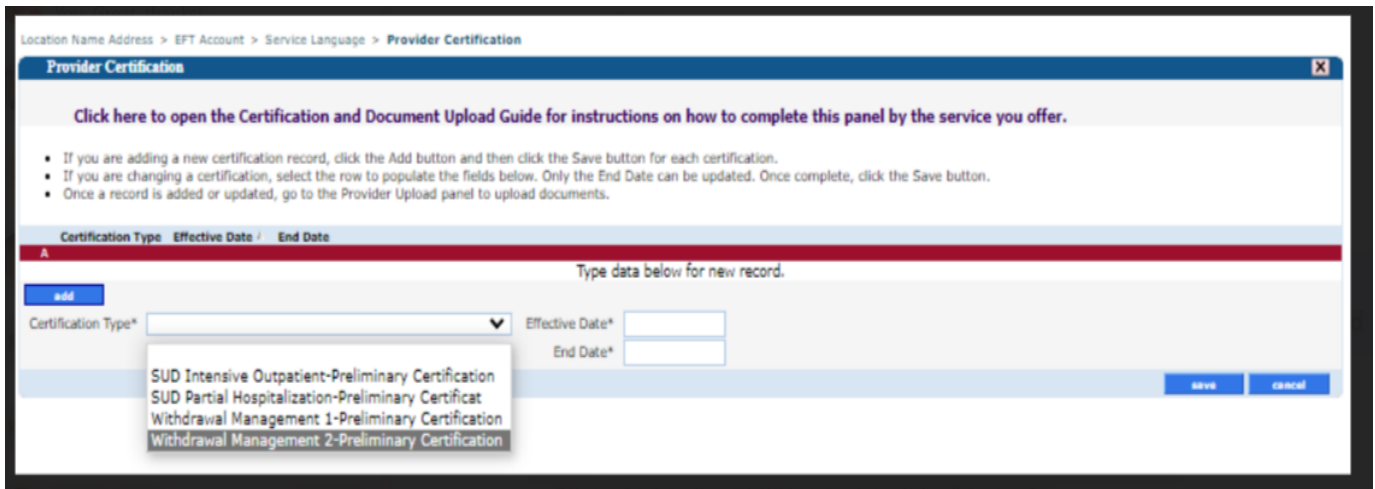 Location Name Address > EFT Account > Service Language > Provider Certification
Provider Certification
X
Click here to open the Certification and Document Upload Guide for instructions on how to complete this panel by the service you offer.
• If you are adding a new certification record, click the Add button and then click the Save button for each certification.
• If you are changing a certification, select the row to populate the fields below. Only the End Date can be updated. Once complete, click the Save button.
• Once a record is added or updated, go to the Provider Upload panel to upload documents.
Certification Type Effective Date End Date
A
Type data below for new record.
add
Certification Type* Effective Date*
End Date*
SUD Intensive Outpatient-Preliminary Certification
SUD Partial Hospitalization-Preliminary Certificat
Withdrawal Management 1-Preliminary Certification
Withdrawal Management 2-Preliminary Certification
save cancel